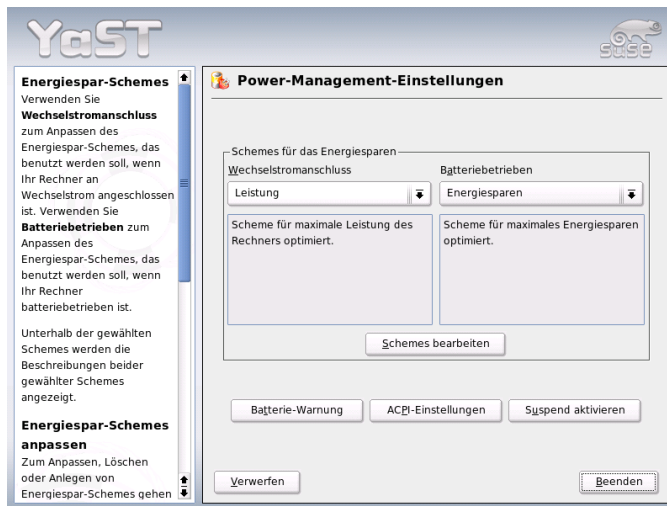 YaST
SUSE
Energiespar-Schemes
Verwenden Sie
Wechselstromanschluss
zum Anpassen des
Energiespar-Schemes, das
benutzt werden soll, wenn
Ihr Rechner an
Wechselstrom angeschlossen
ist. Verwenden Sie
Batteriebetrieben zum
Anpassen des
Energiespar-Schemes, das
benutzt werden soll, wenn
Ihr Rechner
batteriebetrieben ist.
Unterhalb der gewählten
Schemes werden die
Beschreibungen beider
gewählter Schemes
angezeigt.
Energiespar-Schemes
anpassen
Zum Anpassen, Löschen
oder Anlegen von
Energiespar-Schemes gehen
Power-Management-Einstellungen
Schemes für das Energiesparen
Wechselstromanschluss
Leistung
Scheme für maximale Leistung des
Rechners optimiert.
Batteriebetrieben
Energiesparen
Scheme für maximales Energiesparen
optimiert.
Schemes bearbeiten
Batterie-Warnung
ACPI-Einstellungen
Suspend aktivieren
Verwerfen
Beenden